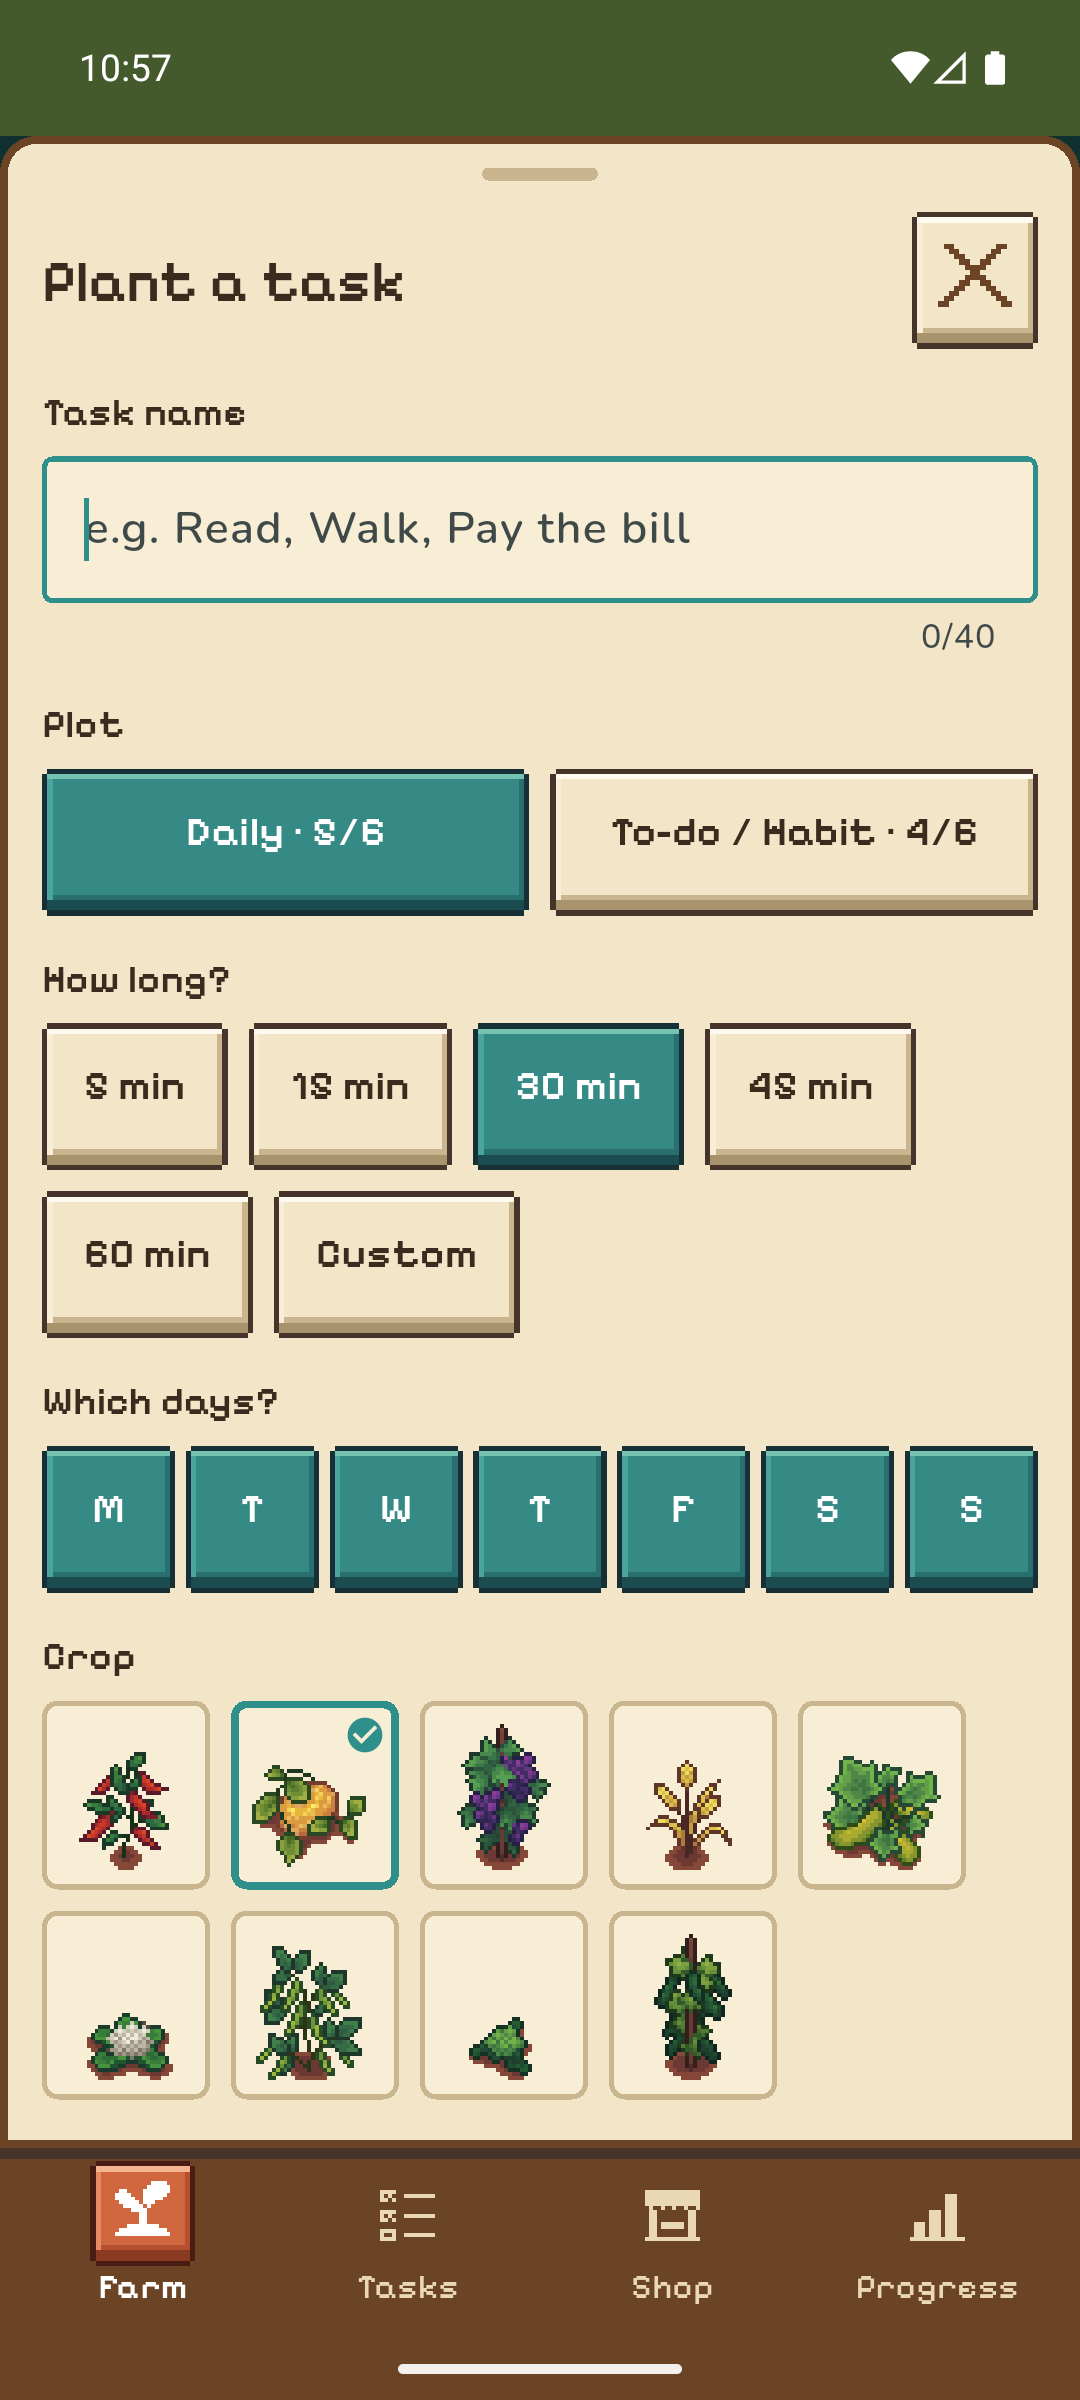 10:57
Plant a task
Task name
e.g. Read, Walk, Pay the bill
0/40
Plot
Daily · 5/6
To-do / Habit · 4/6
How long?
5 min
15 min
30 min
45 min
60 min
Custom
Which days?
M T W T F S S
Crop
Farm
Tasks
Shop
Progress